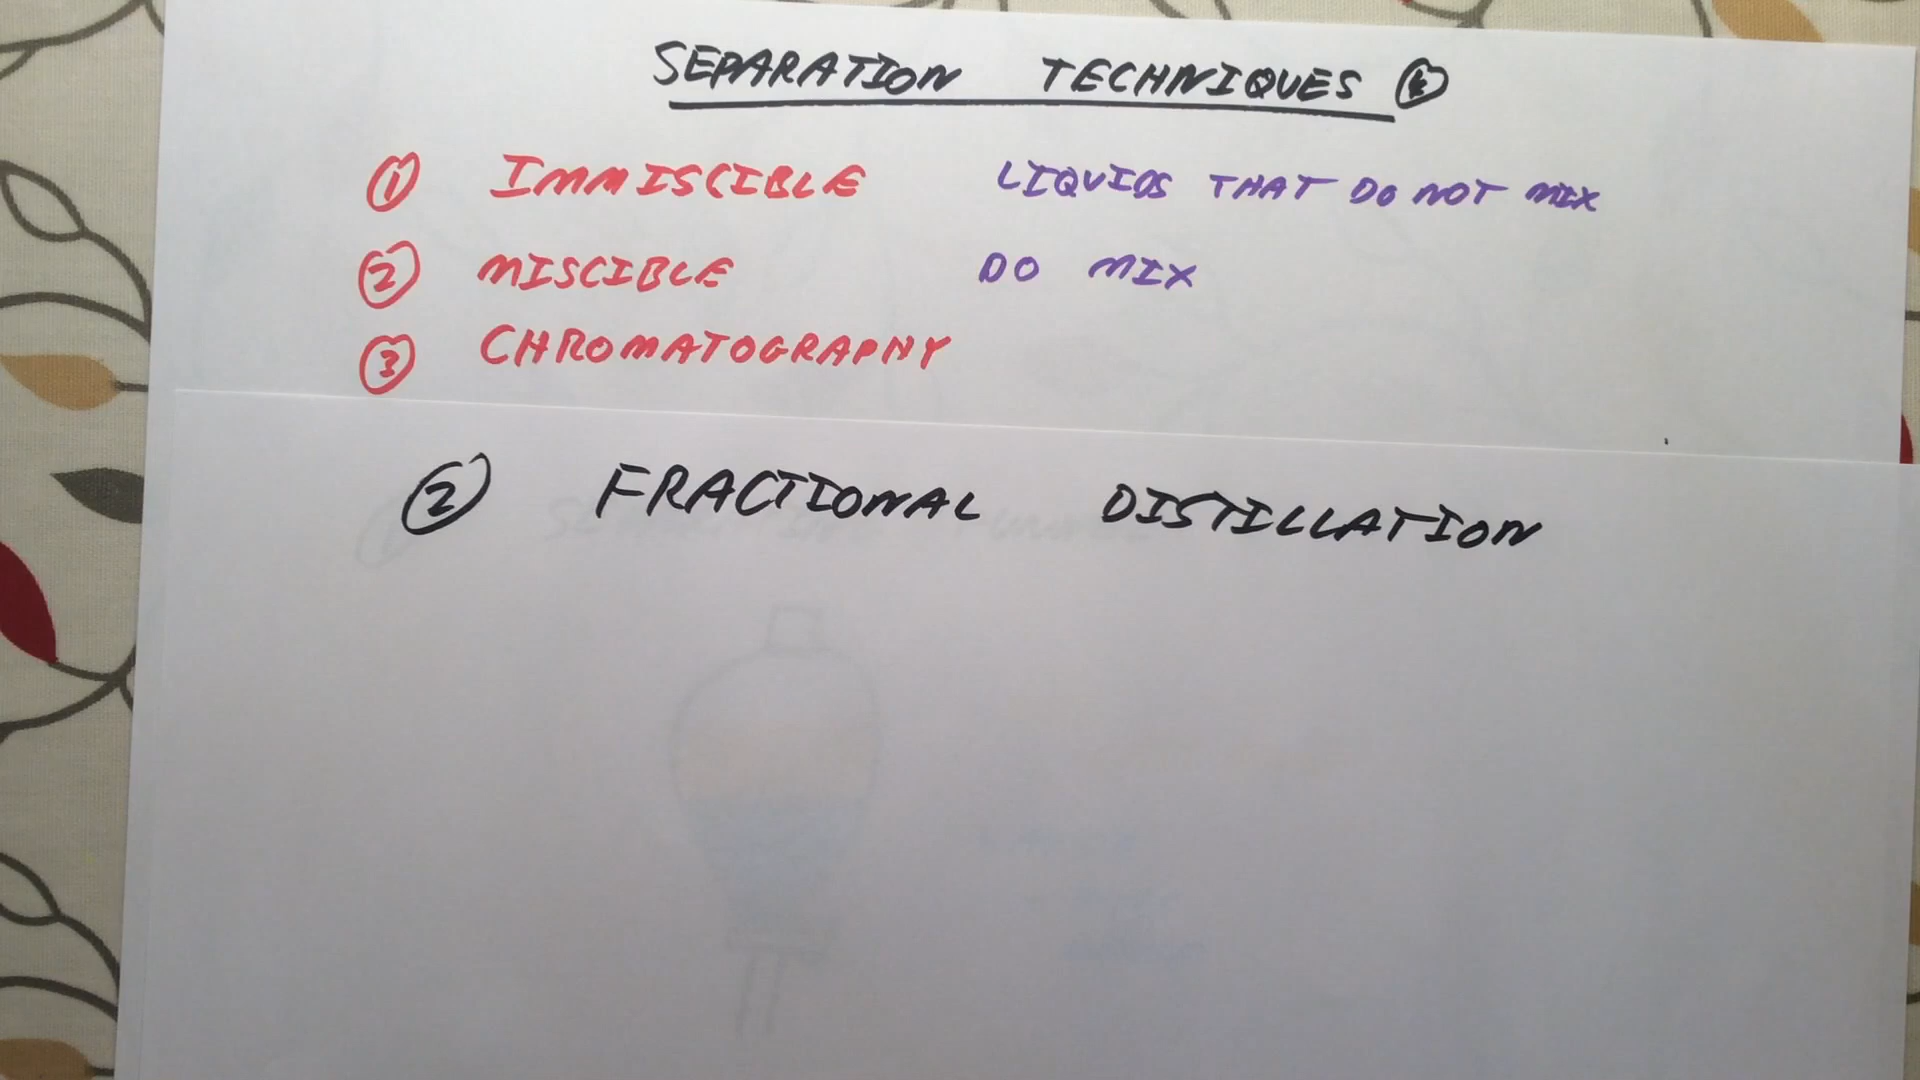 SEPARATION TECHNIQUES
① IMMISCIBLE LIQUIDS THAT DO NOT MIX
② MISCIBLE DO MIX
③ CHROMATOGRAPHY
② FRACTIONAL DISTILLATION